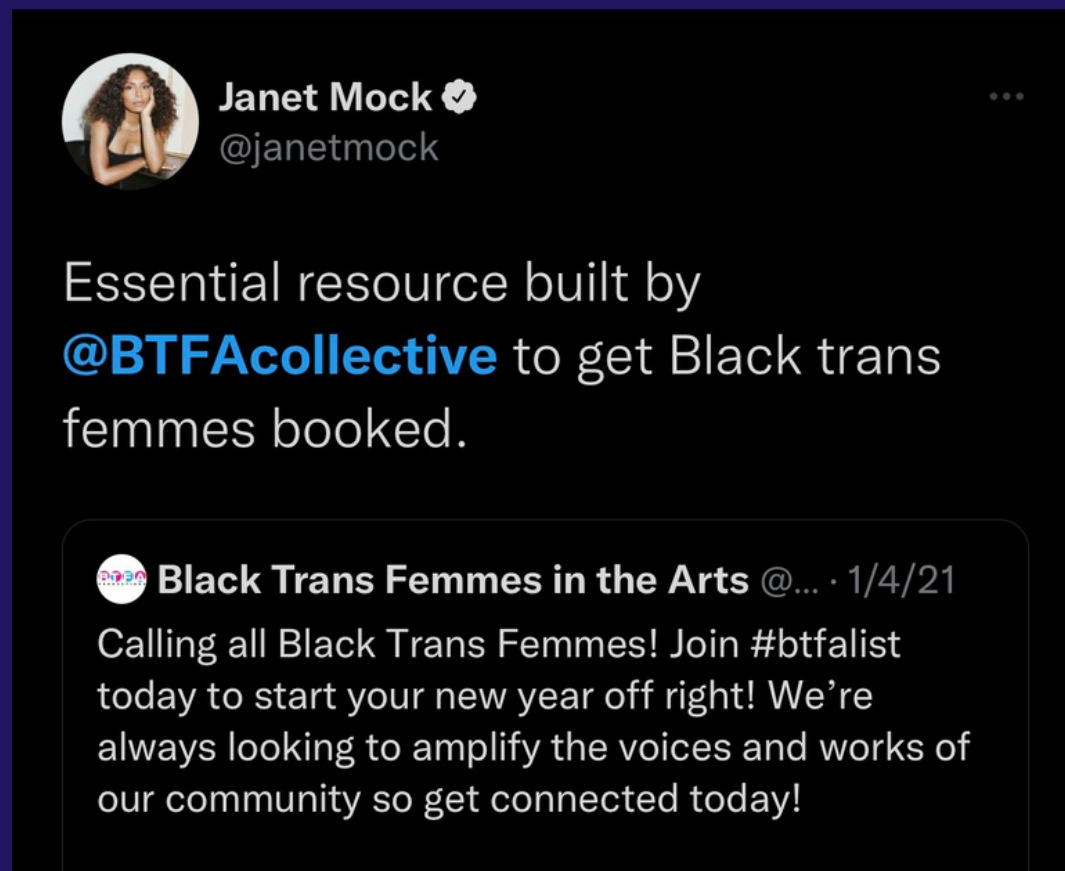 Janet Mock
@janetmock
Essential resource built by
@BTFAcollective to get Black trans
femmes booked.
BTFA
Black Trans Femmes in the Arts @... · 1/4/21
Calling all Black Trans Femmes! Join #btfalist
today to start your new year off right! We’re
always looking to amplify the voices and works of
our community so get connected today!